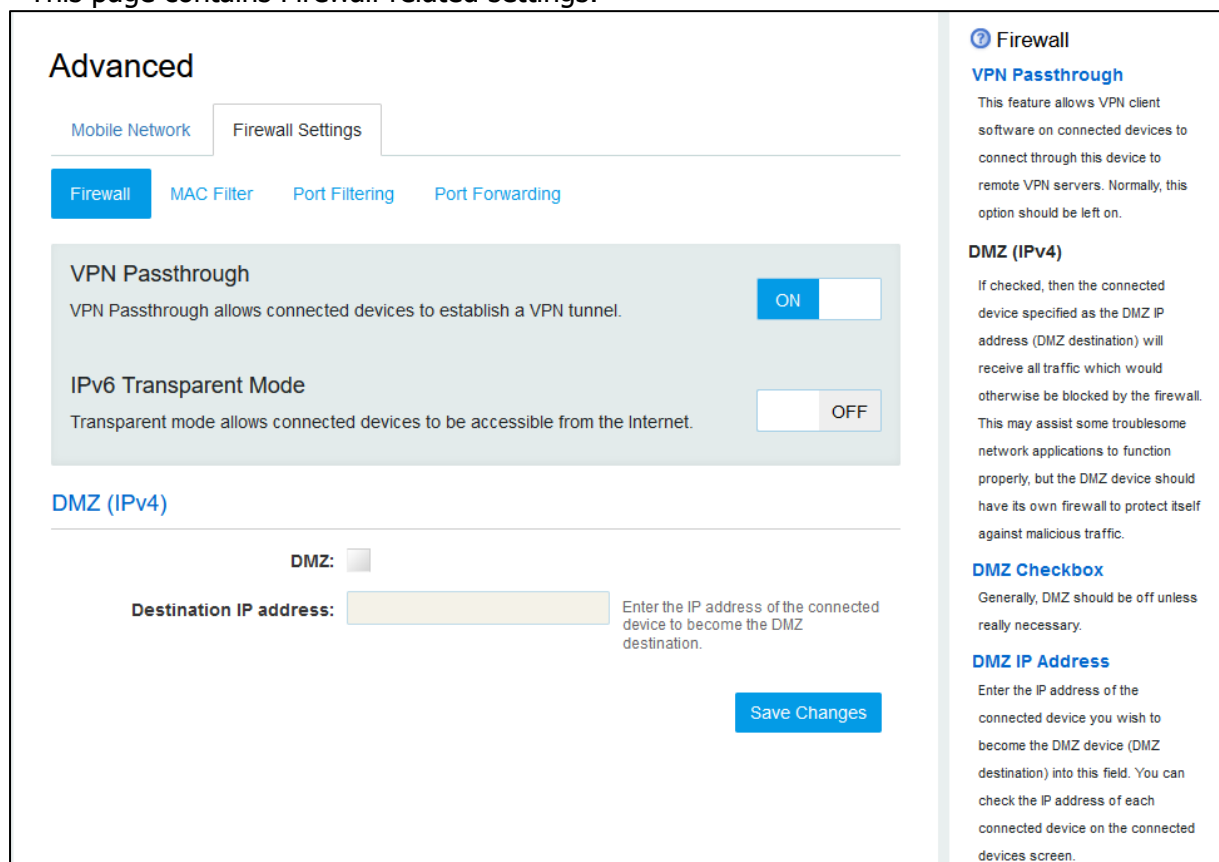 This page contains Firewall related settings.
Advanced
Mobile Network
Firewall Settings
Firewall
MAC Filter
Port Filtering
Port Forwarding
VPN Passthrough
VPN Passthrough allows connected devices to establish a VPN tunnel.
ON
IPv6 Transparent Mode
Transparent mode allows connected devices to be accessible from the Internet.
OFF
DMZ (IPv4)
DMZ:
Destination IP address:
Enter the IP address of the connected
device to become the DMZ
destination.
Save Changes
Firewall
VPN Passthrough
This feature allows VPN client
software on connected devices to
connect through this device to
remote VPN servers. Normally, this
option should be left on.
DMZ (IPv4)
If checked, then the connected
device specified as the DMZ IP
address (DMZ destination) will
receive all traffic which would
otherwise be blocked by the firewall.
This may assist some troublesome
network applications to function
properly, but the DMZ device should
have its own firewall to protect itself
against malicious traffic.
DMZ Checkbox
Generally, DMZ should be off unless
really necessary.
DMZ IP Address
Enter the IP address of the
connected device you wish to
become the DMZ device (DMZ
destination) into this field. You can
check the IP address of each
connected device on the connected
devices screen.